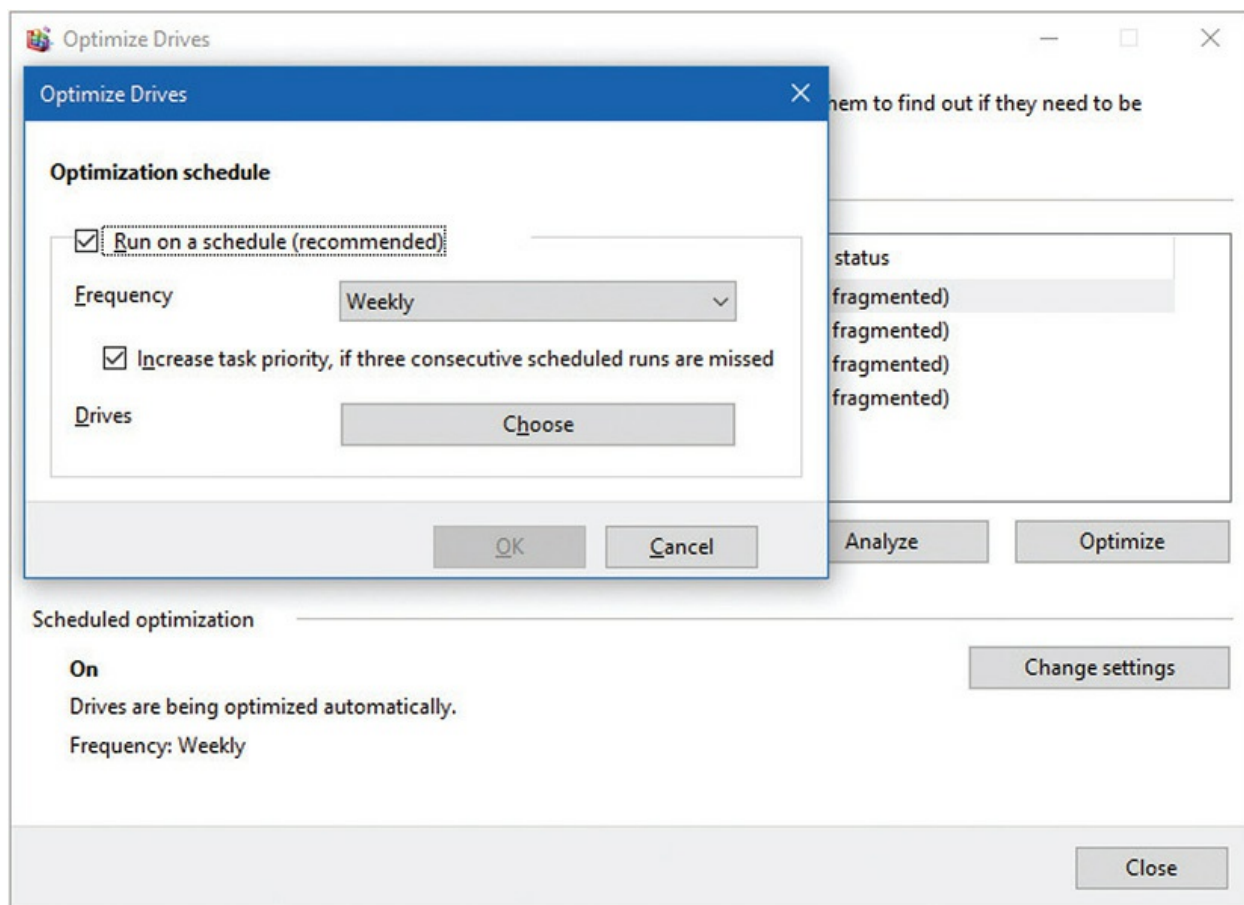 Optimize Drives
Optimize Drives
hem to find out if they need to be
Optimization schedule
Run on a schedule (recommended)
status
Frequency
Weekly
fragmented)
fragmented)
Increase task priority, if three consecutive scheduled runs are missed
fragmented)
fragmented)
Drives
Choose
OK
Cancel
Analyze
Optimize
Scheduled optimization
On
Change settings
Drives are being optimized automatically.
Frequency: Weekly
Close